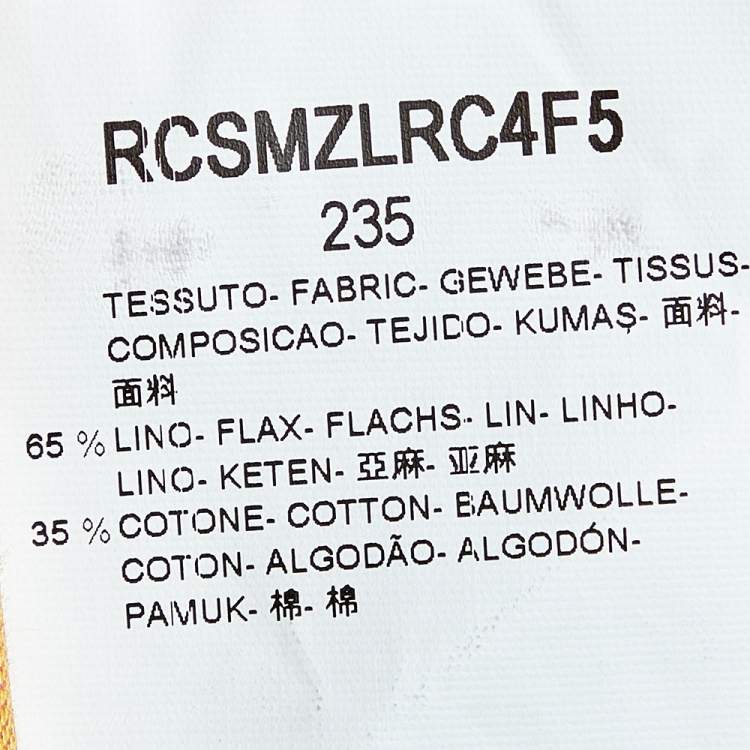 RCSMZLRC4F5
235
TESSUTO- FABRIC- GEWEBE- TISSUS-
COMPOSICAO- TEJIDO- KUMAŞ- 面料-
面料
65 % LINO- FLAX- FLACHS- LIN- LINHO-
LINO- KETEN- 亞麻- 亚麻
35 % COTONE- COTTON- BAUMWOLLE-
COTON- ALGODÃO- ALGODÓN-
PAMUK- 棉- 棉